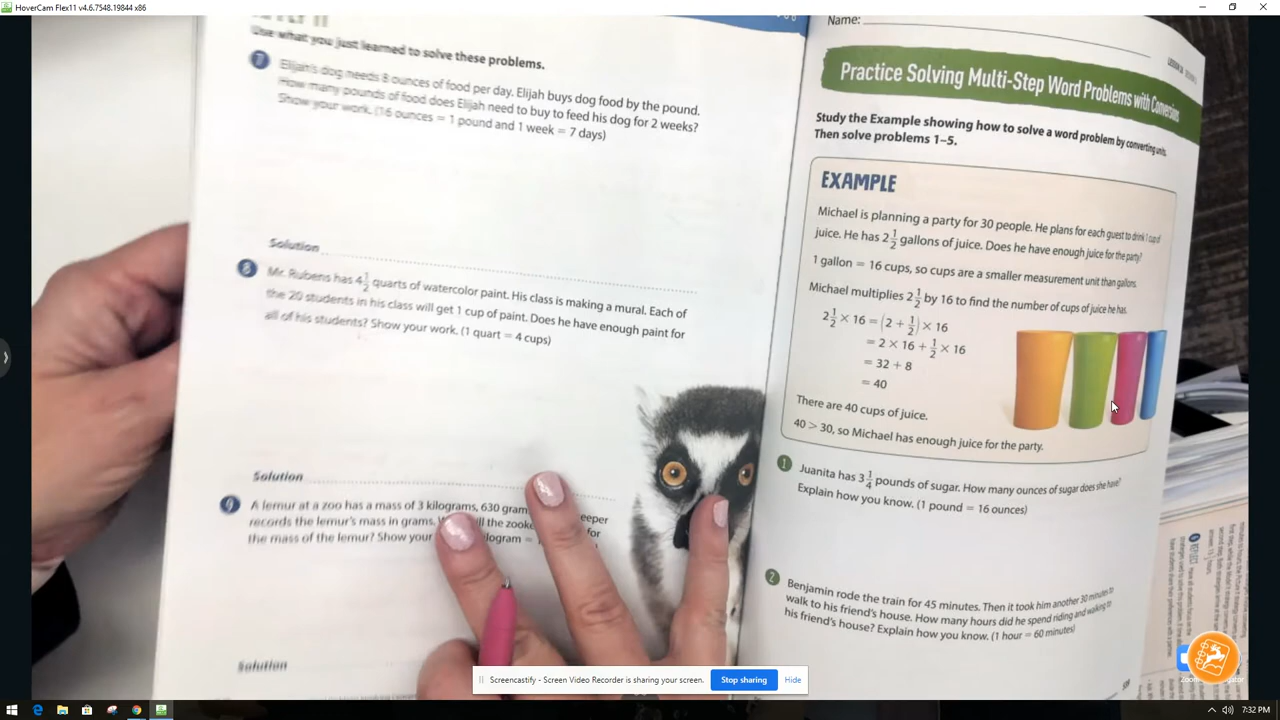 HoverCam Flex11 v4.6.7548.19844 x86
Use what you just learned to solve these problems.
7
Elijah's dog needs 8 ounces of food per day. Elijah buys dog food by the pound.
How many pounds of food does Elijah need to buy to feed his dog for 2 weeks?
Show your work. (16 ounces = 1 pound and 1 week = 7 days)
Solution
8
Mr. Rubens has 4 1/2 quarts of watercolor paint. His class is making a mural. Each of
the 20 students in his class will get 1 cup of paint. Does he have enough paint for
all of his students? Show your work. (1 quart = 4 cups)
Solution
9
A lemur at a zoo has a mass of 3 kilograms, 630 gram
eeper
records the lemur's mass in grams. ill the zooke for
the mass of the lemur? Show your ilogram =
Solution
Name:
Practice Solving Multi-Step Word Problems with Conversions
Study the Example showing how to solve a word problem by converting units.
Then solve problems 1–5.
EXAMPLE
Michael is planning a party for 30 people. He plans for each guest to drink 1 cup of
juice. He has 2 1/2 gallons of juice. Does he have enough juice for the party?
1 gallon = 16 cups, so cups are a smaller measurement unit than gallons.
Michael multiplies 2 1/2 by 16 to find the number of cups of juice he has.
2 1/2 × 16 = (2 + 1/2) × 16
= 2 × 16 + 1/2 × 16
= 32 + 8
= 40
There are 40 cups of juice.
40 > 30, so Michael has enough juice for the party.
1
Juanita has 3 1/4 pounds of sugar. How many ounces of sugar does she have?
Explain how you know. (1 pound = 16 ounces)
2
Benjamin rode the train for 45 minutes. Then it took him another 30 minutes to
walk to his friend's house. How many hours did he spend riding and walking to
his friend's house? Explain how you know. (1 hour = 60 minutes)
Screencastify - Screen Video Recorder is sharing your screen.
Stop sharing
Hide
7:32 PM